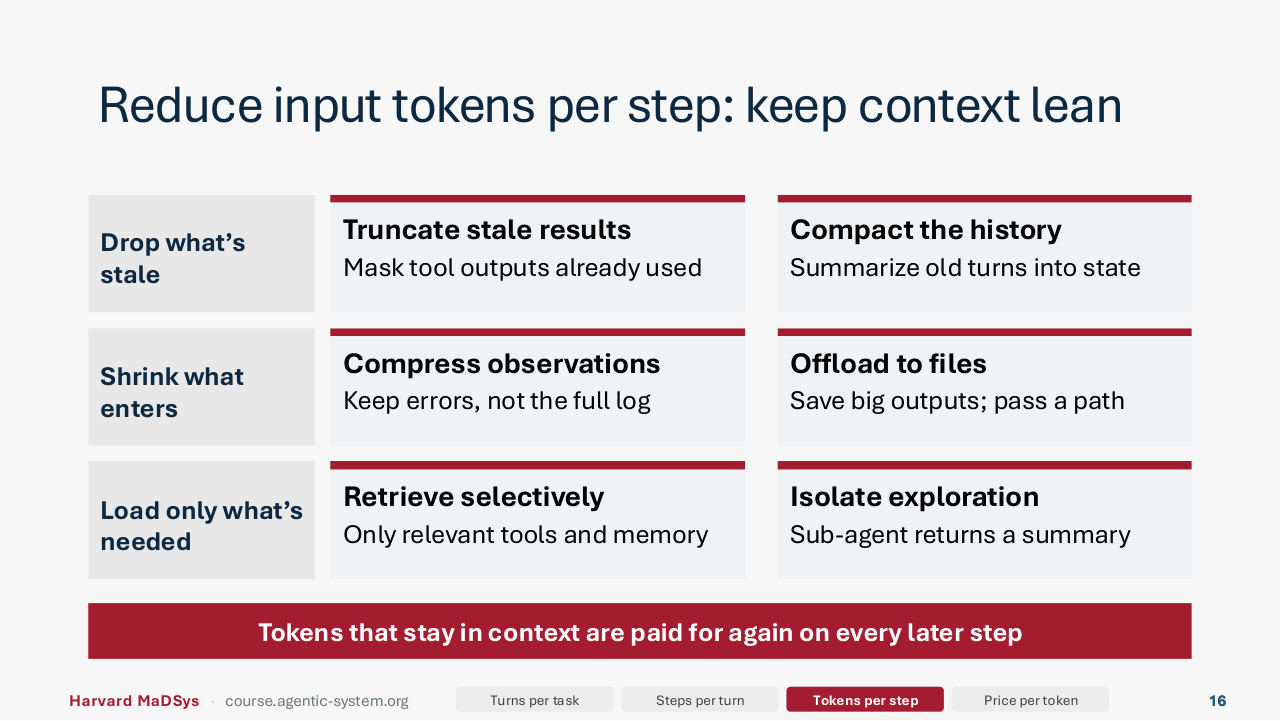 Reduce input tokens per step: keep context lean
Drop what’s
stale
Truncate stale results
Mask tool outputs already used
Compact the history
Summarize old turns into state
Shrink what
enters
Compress observations
Keep errors, not the full log
Offload to files
Save big outputs; pass a path
Load only what’s
needed
Retrieve selectively
Only relevant tools and memory
Isolate exploration
Sub-agent returns a summary
Tokens that stay in context are paid for again on every later step
Harvard MaDSys · course.agentic-system.org
Turns per task
Steps per turn
Tokens per step
Price per token
16